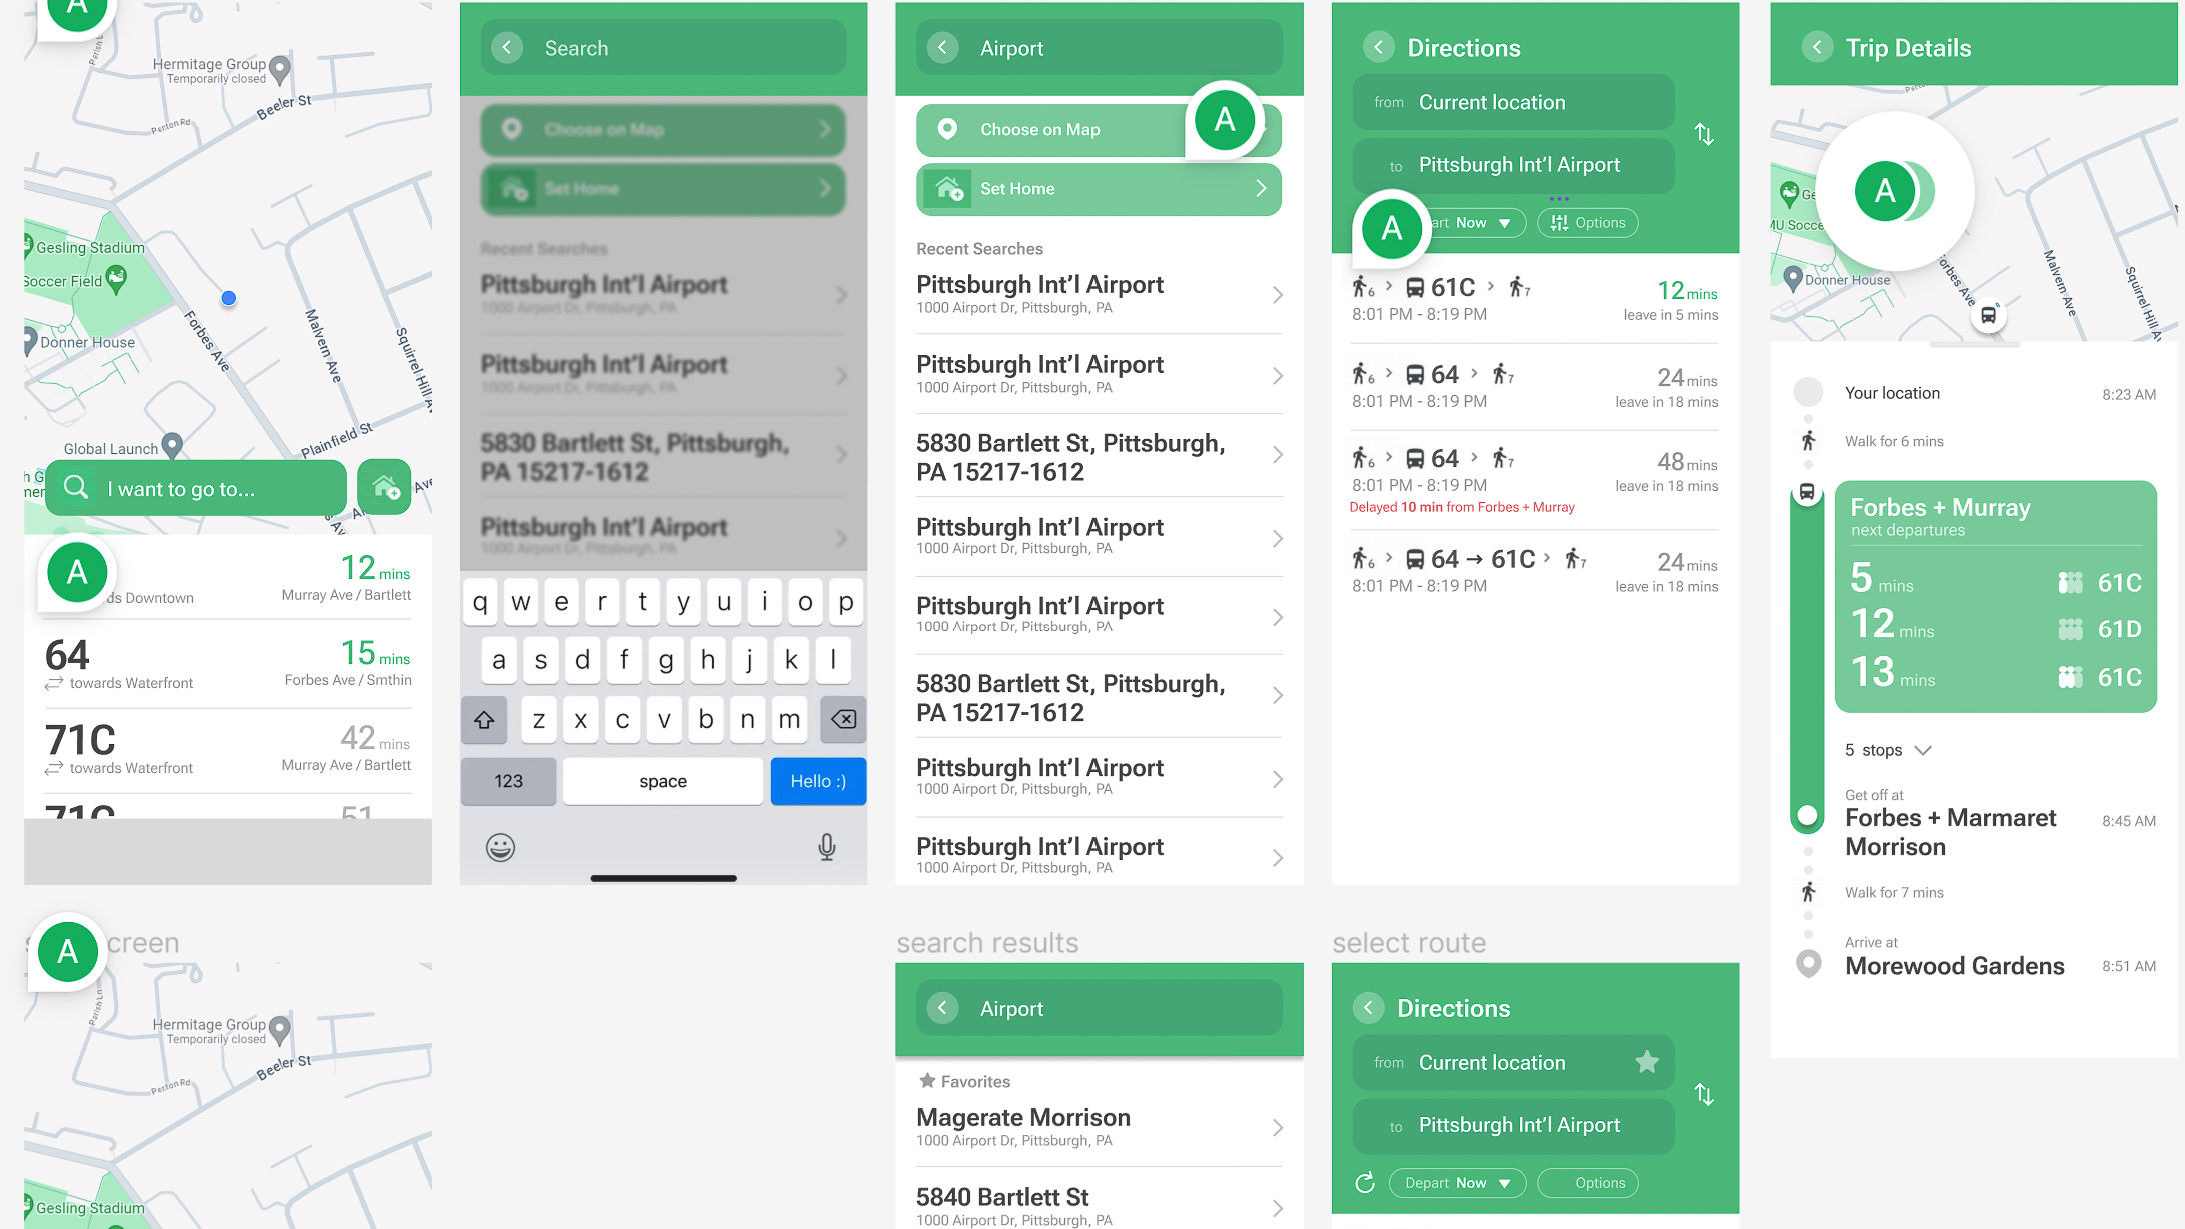 A
Parish Ln
Hermitage Group
Temporarily closed
Beeler St
Penton Rd
Gesling Stadium
Soccer Field
Forbes Ave
Malvern Ave
Squirrel Hill
Donner House
Global Launch
Plainfield St
I want to go to...
A
ds Downtown
12 mins
Murray Ave / Bartlett
64
towards Waterfront
15 mins
Forbes Ave / Smthin
71C
towards Waterfront
42 mins
Murray Ave / Bartlett
71C
51
Search
Choose on Map
Set Home
Recent Searches
Pittsburgh Int'l Airport
1000 Airport Dr, Pittsburgh, PA
Pittsburgh Int'l Airport
1000 Airport Dr, Pittsburgh, PA
5830 Bartlett St, Pittsburgh,
PA 15217-1612
Pittsburgh Int'l Airport
1000 Airport Dr, Pittsburgh, PA
q w e r t y u i o p
a s d f g h j k l
z x c v b n m
123
space
Hello :)
Airport
A
Choose on Map
Set Home
Recent Searches
Pittsburgh Int'l Airport
1000 Airport Dr, Pittsburgh, PA
Pittsburgh Int'l Airport
1000 Airport Dr, Pittsburgh, PA
5830 Bartlett St, Pittsburgh,
PA 15217-1612
Pittsburgh Int'l Airport
1000 Airport Dr, Pittsburgh, PA
Pittsburgh Int'l Airport
1000 Airport Dr, Pittsburgh, PA
5830 Bartlett St, Pittsburgh,
PA 15217-1612
Pittsburgh Int'l Airport
1000 Airport Dr, Pittsburgh, PA
Pittsburgh Int'l Airport
1000 Airport Dr, Pittsburgh, PA
Directions
from Current location
to Pittsburgh Int'l Airport
A
art Now
Options
6 > 61C > 7
12 mins
8:01 PM - 8:19 PM
leave in 5 mins
6 > 64 > 7
24 mins
8:01 PM - 8:19 PM
leave in 18 mins
6 > 64 > 7
48 mins
8:01 PM - 8:19 PM
leave in 18 mins
Delayed 10 min from Forbes + Murray
6 > 64 → 61C > 7
24 mins
8:01 PM - 8:19 PM
leave in 18 mins
Trip Details
A
Ge
MU Socce
Donner House
Forbes Ave
Malvern Ave
Squirrel Hill
Your location
8:23 AM
Walk for 6 mins
Forbes + Murray
next departures
5 mins
61C
12 mins
61D
13 mins
61C
5 stops
Get off at
Forbes + Marmaret
Morrison
8:45 AM
Walk for 7 mins
Arrive at
Morewood Gardens
8:51 AM
A
creen
Parish Ln
Hermitage Group
Temporarily closed
Beeler St
Penton Rd
Gesling Stadium
search results
Airport
Favorites
Magerate Morrison
1000 Airport Dr, Pittsburgh, PA
5840 Bartlett St
1000 Airport Dr, Pittsburgh, PA
select route
Directions
from Current location
to Pittsburgh Int'l Airport
Depart Now
Options